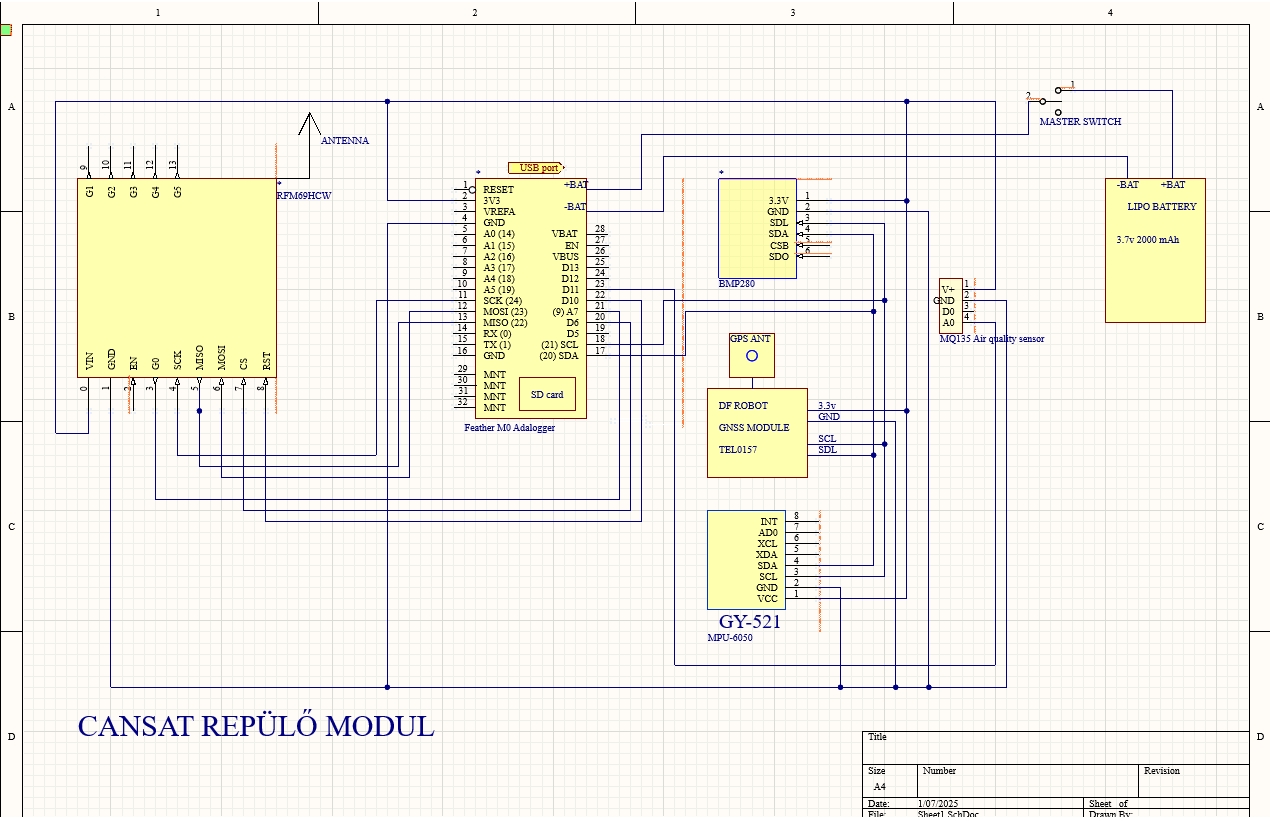 1 2 3 4
A A
1
2
MASTER SWITCH
ANTENNA
9 10 11 12 13
G1 G2 G3 G4 G5
*
RFM69HCW
VIN GND EN G0 SCK MISO MOSI CS RST
0 1 2 3 4 5 6 7 8
USB port
*
1 RESET +BAT
2 3V3
3 VREFA -BAT
4 GND
5 A0 (14) VBAT 28
6 A1 (15) EN 27
7 A2 (16) VBUS 26
8 A3 (17) D13 25
9 A4 (18) D12 24
10 A5 (19) D11 23
11 SCK (24) D10 22
12 MOSI (23) (9) A7 21
13 MISO (22) D6 20
14 RX (0) D5 19
15 TX (1) (21) SCL 18
16 GND (20) SDA 17
29 MNT
30 MNT
31 MNT
32 MNT
SD card
Feather M0 Adalogger
*
3.3V 1
GND 2
SDL 3
SDA 4
CSB 5
SDO 6
BMP280
-BAT +BAT
LIPO BATTERY
3.7v 2000 mAh
B B
V+ 1
GND 2
D0 3
A0 4
MQ135 Air quality sensor
GPS ANT
DF ROBOT 3.3v
GND
GNSS MODULE
SCL
TEL0157 SDL
C C
INT 8
AD0 7
XCL 6
XDA 5
SDA 4
SCL 3
GND 2
VCC 1
GY-521
MPU-6050
CANSAT REPÜLŐ MODUL
D D
Title
Size Number Revision
A4
Date: 1/07/2025 Sheet of
File: Sheet1.SchDoc Drawn By: